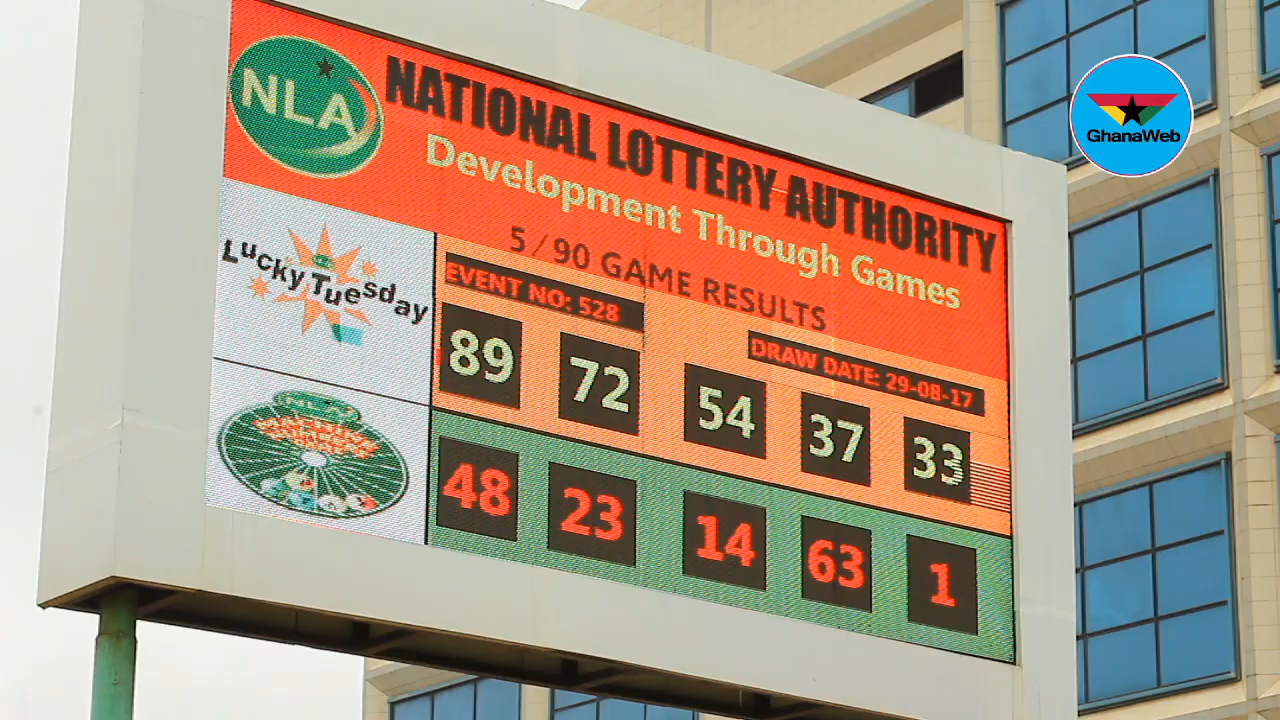 NLA
NATIONAL LOTTERY AUTHORITY
Development Through Games
5/90 GAME RESULTS
GhanaWeb
Lucky Tuesday
EVENT NO: 528
DRAW DATE: 29-08-17
89 72 54 37 33
NLA
48 23 14 63 1